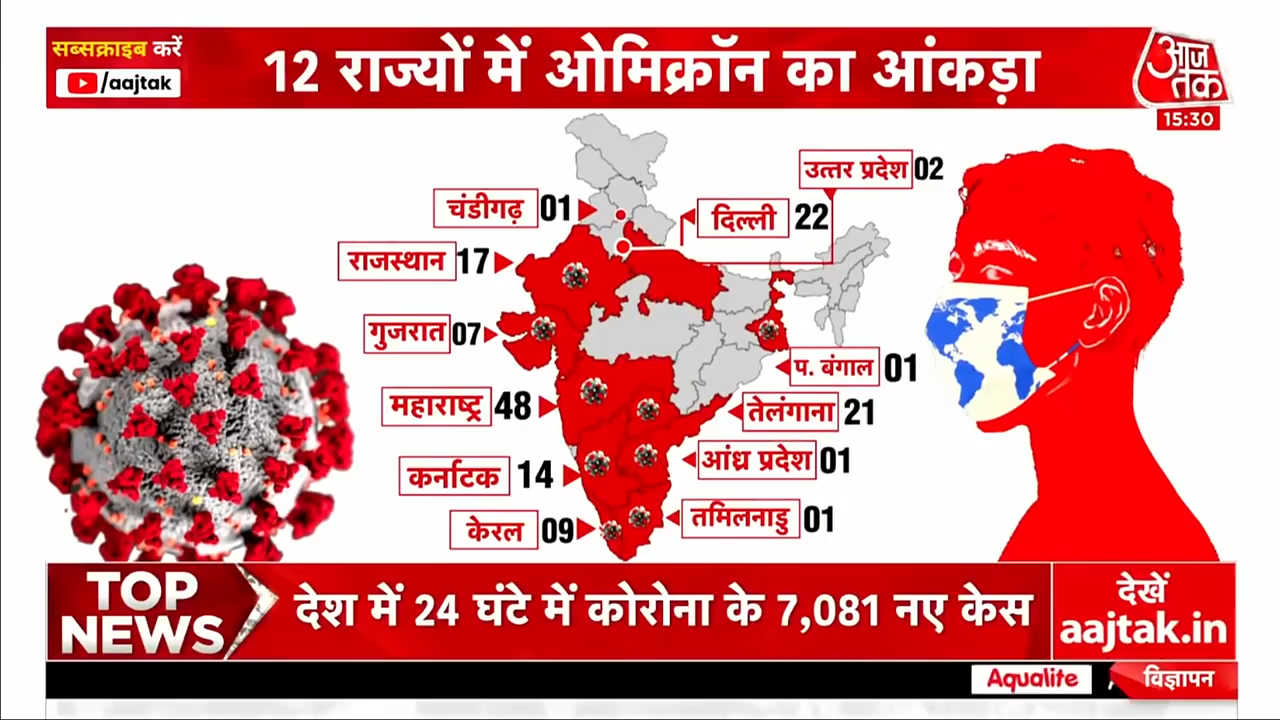 सब्सक्राइब करें
/aajtak
12 राज्यों में ओमिक्रॉन का आंकड़ा
आज तक
15:30
उत्तर प्रदेश 02
चंडीगढ़ 01
दिल्ली 22
राजस्थान 17
गुजरात 07
प. बंगाल 01
महाराष्ट्र 48
तेलंगाना 21
आंध्र प्रदेश 01
कर्नाटक 14
तमिलनाडु 01
केरल 09
TOP
NEWS
देश में 24 घंटे में कोरोना के 7,081 नए केस
देखें
aajtak.in
Aqualite
विज्ञापन